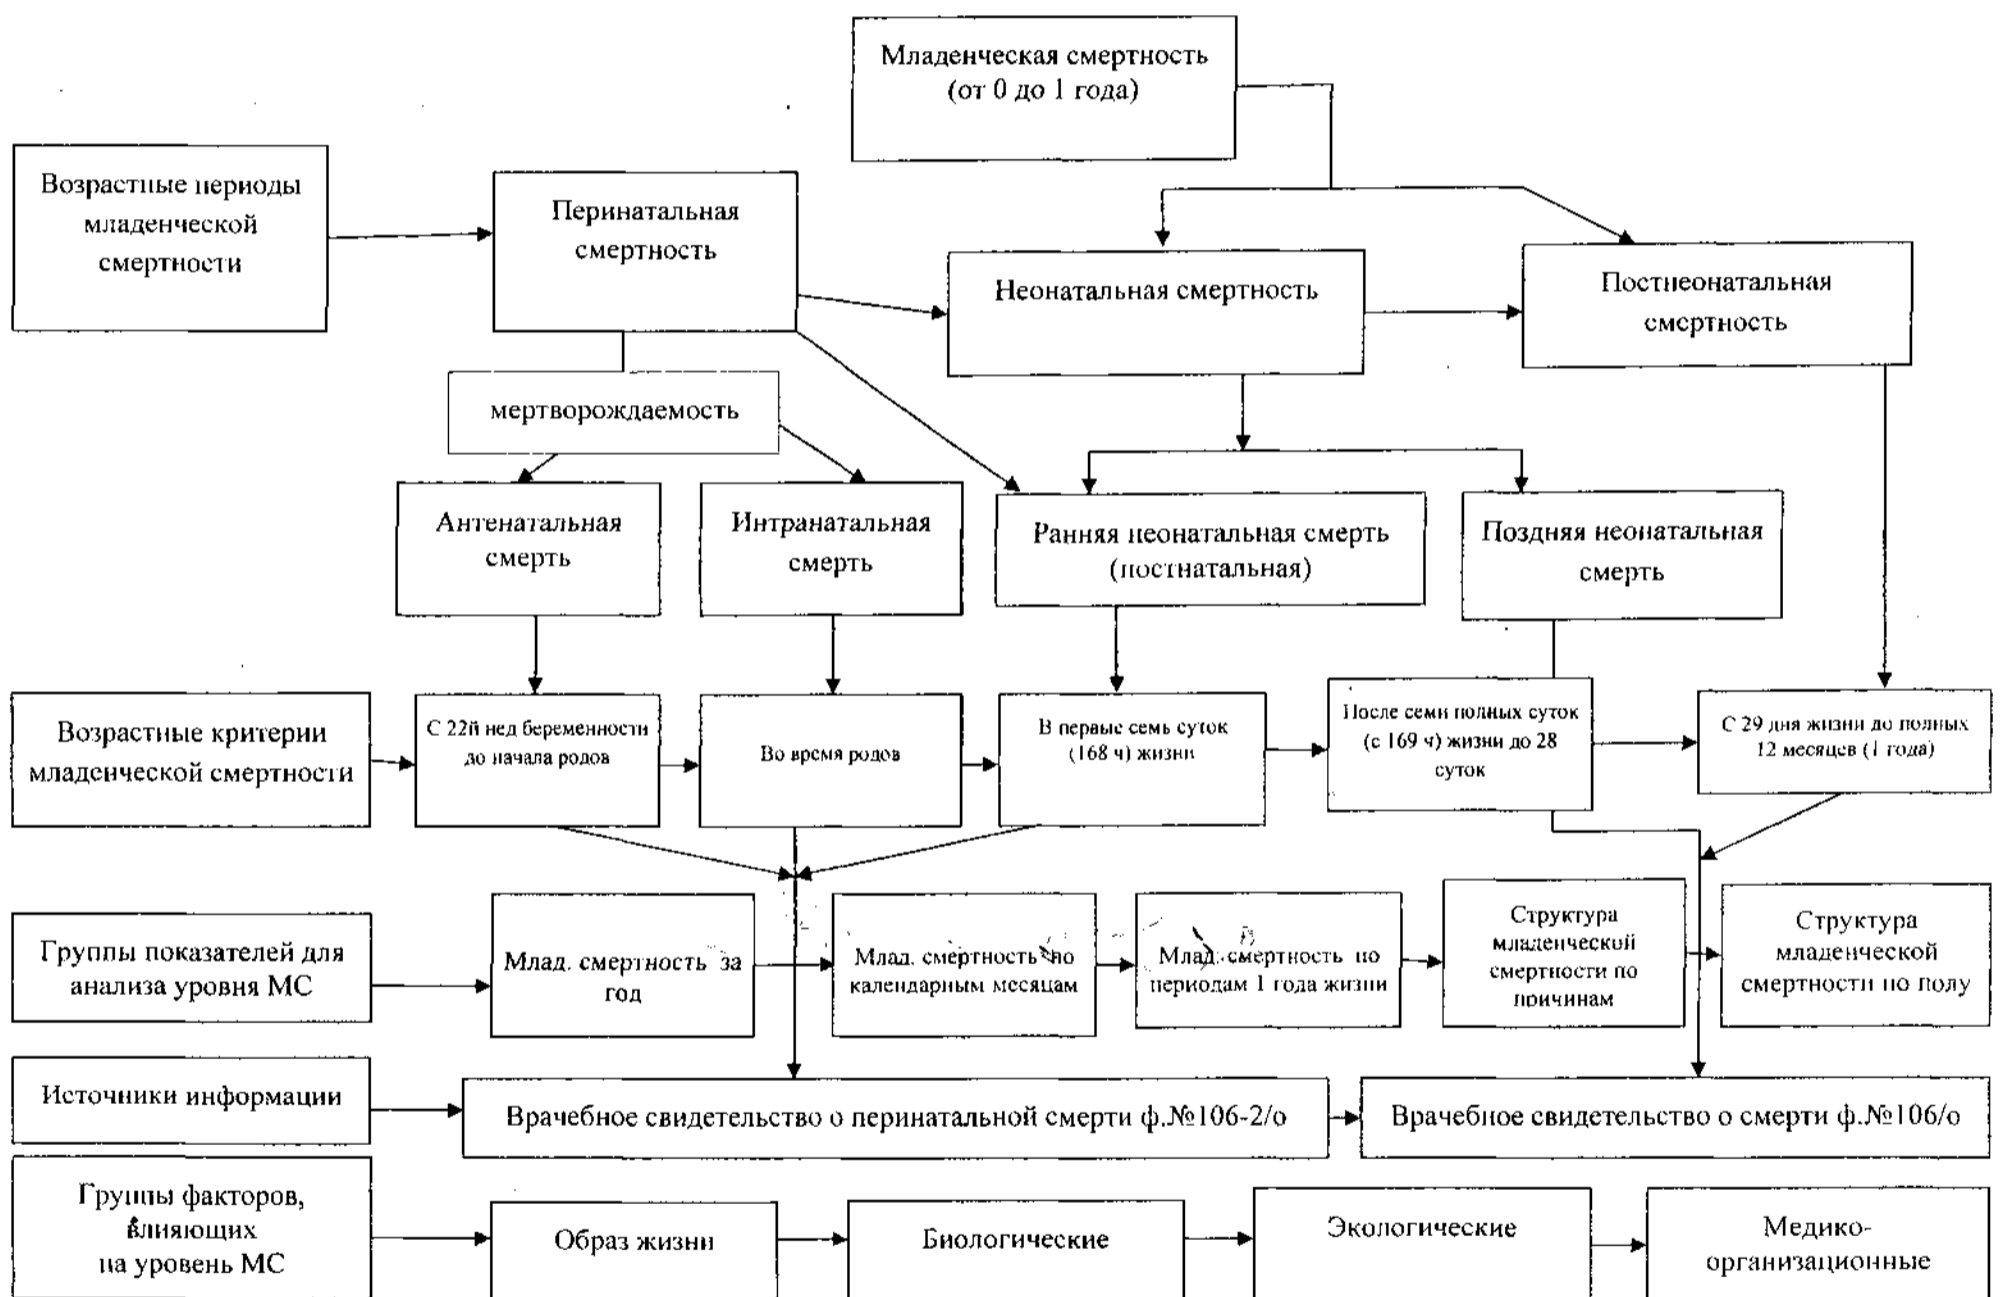 Младенческая смертность
(от 0 до 1 года)
Возрастные периоды
младенческой
смертности
Перинатальная
смертность
Неонатальная смертность
Постнеонатальная
смертность
мертворождаемость
Антенатальная
смерть
Интранатальная
смерть
Ранняя неонатальная смерть
(постнатальная)
Поздняя неонатальная
смерть
Возрастные критерии
младенческой смертности
С 22й нед беременности
до начала родов
Во время родов
В первые семь суток
(168 ч) жизни
После семи полных суток
(с 169 ч) жизни до 28
суток
С 29 дня жизни до полных
12 месяцев (1 года)
Группы показателей для
анализа уровня МС
Млад. смертность за
год
Млад. смертность по
календарным месяцам
Млад. смертность по
периодам 1 года жизни
Структура
младенческой
смертности по
причинам
Структура
младенческой
смертности по полу
Источники информации
Врачебное свидетельство о перинатальной смерти ф.№106-2/о
Врачебное свидетельство о смерти ф.№106/о
Группы факторов,
влияющих
на уровень МС
Образ жизни
Биологические
Экологические
Медико-
организационные